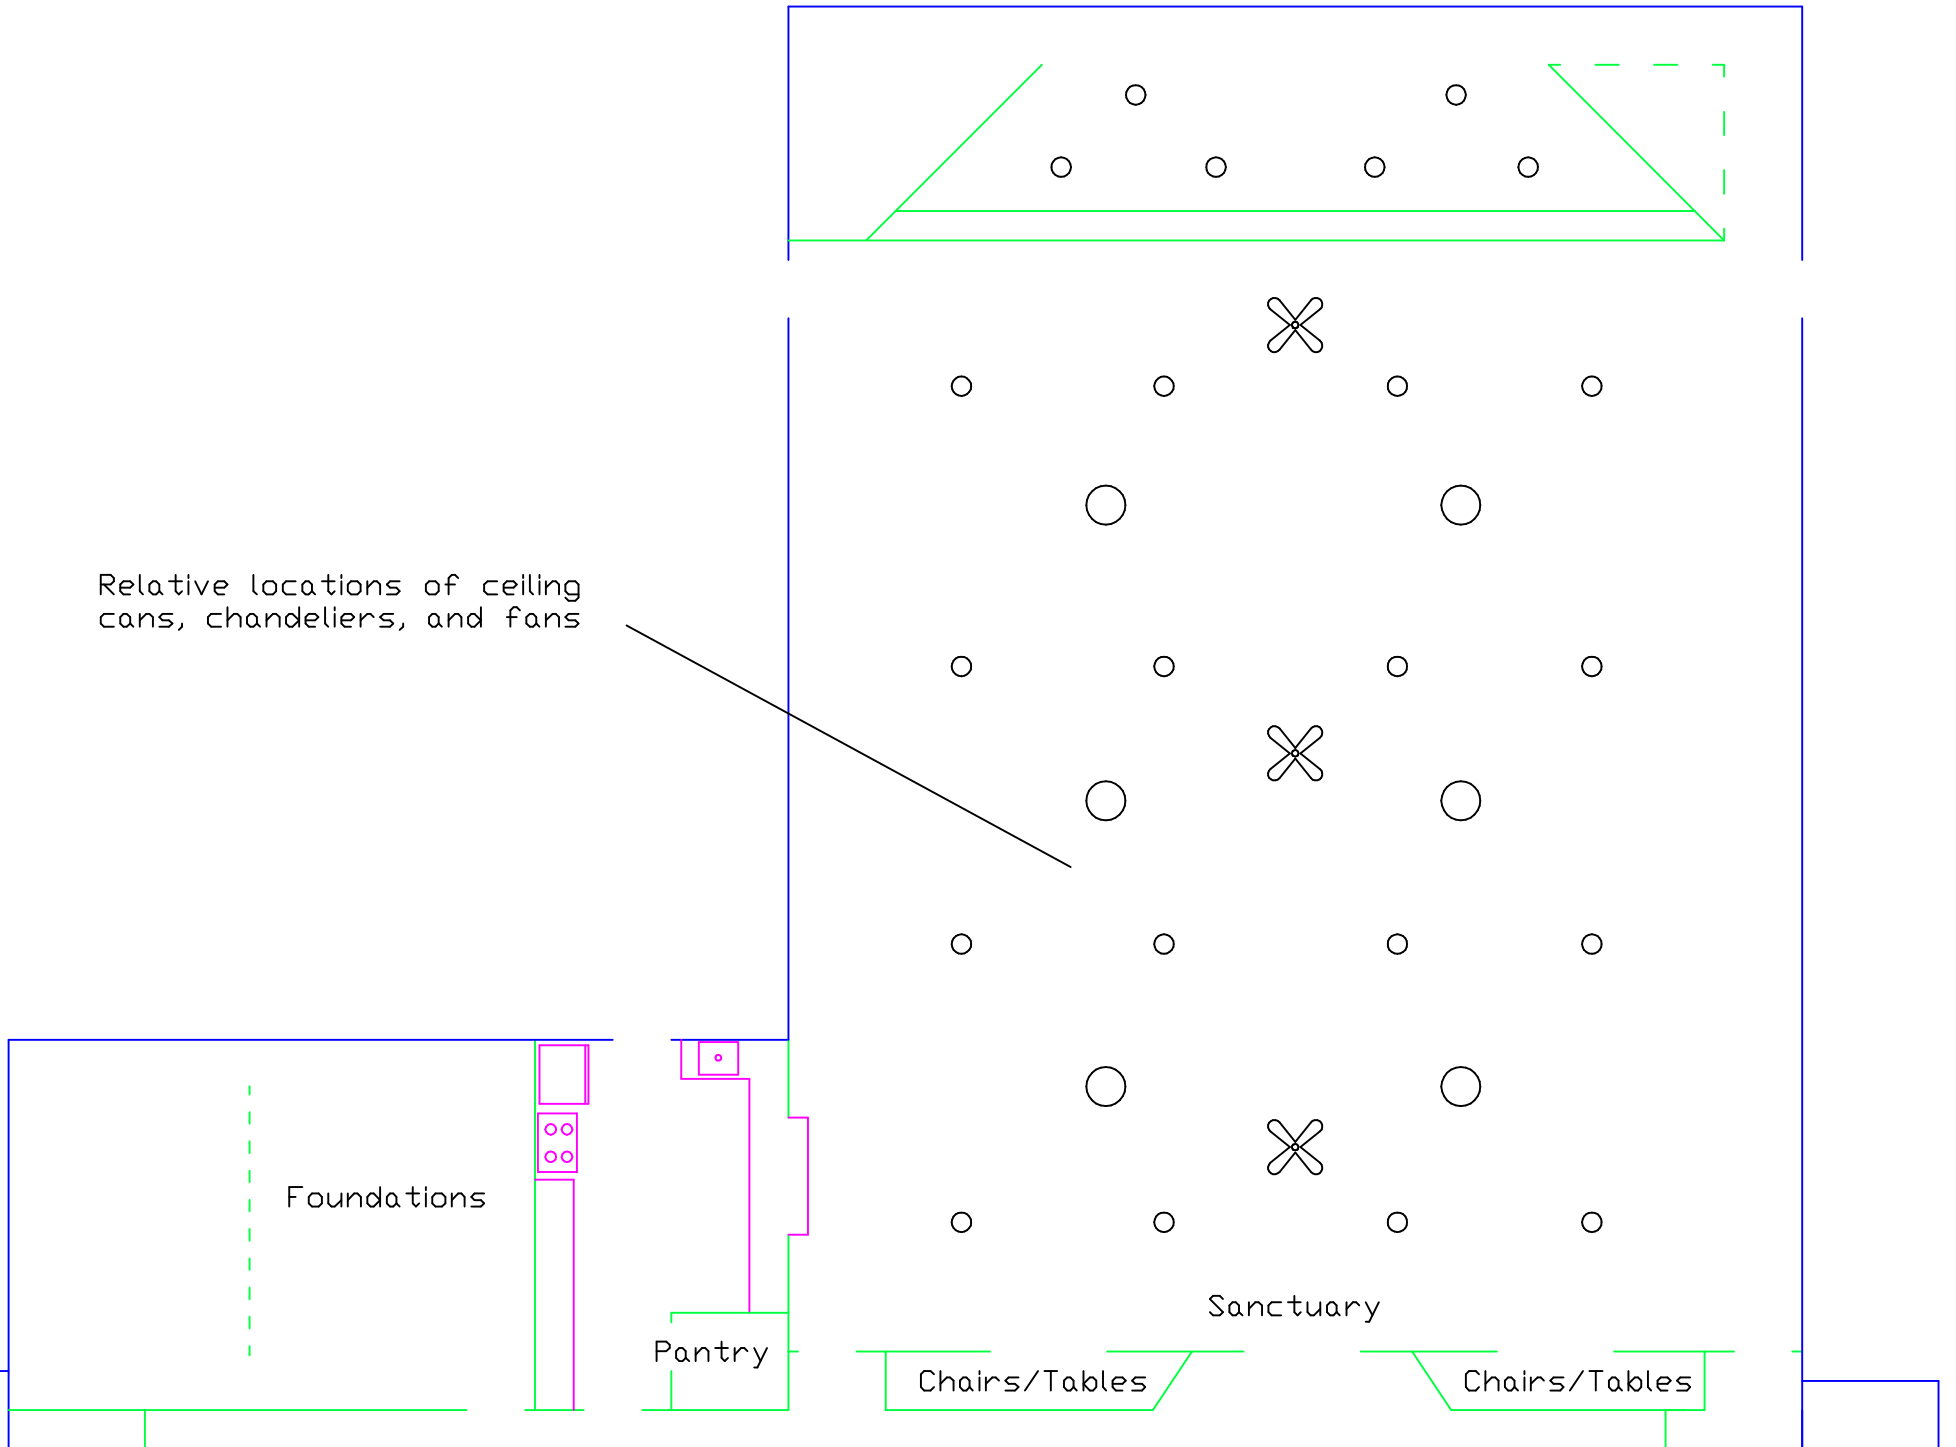 Relative locations of ceiling
cans, chandeliers, and fans
Foundations
Sanctuary
Pantry
Chairs/Tables
Chairs/Tables